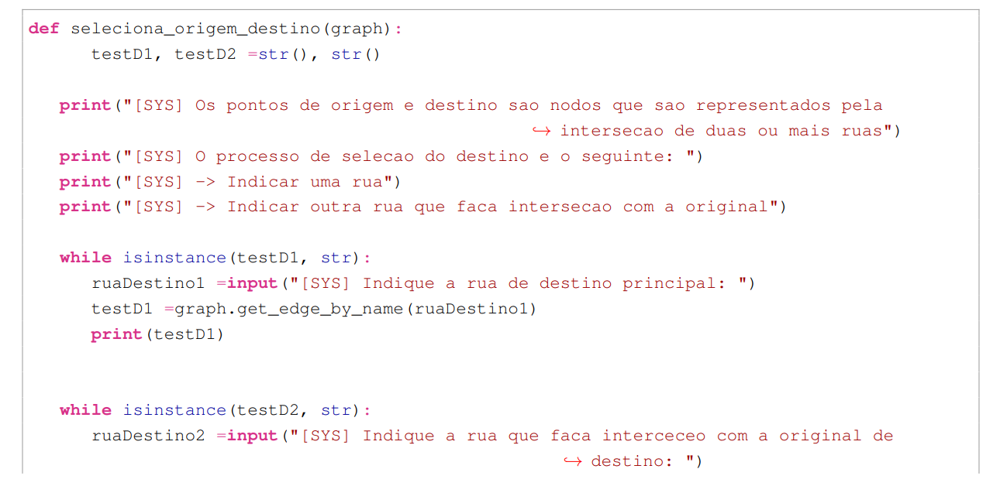 def seleciona_origem_destino(graph):
testD1, testD2 =str(), str()
print("[SYS] Os pontos de origem e destino sao nodos que sao representados pela
↪ intersecao de duas ou mais ruas")
print("[SYS] O processo de selecao do destino e o seguinte: ")
print("[SYS] -> Indicar uma rua")
print("[SYS] -> Indicar outra rua que faca intersecao com a original")
while isinstance(testD1, str):
ruaDestino1 =input("[SYS] Indique a rua de destino principal: ")
testD1 =graph.get_edge_by_name(ruaDestino1)
print(testD1)
while isinstance(testD2, str):
ruaDestino2 =input("[SYS] Indique a rua que faca interceceo com a original de
↪ destino: ")